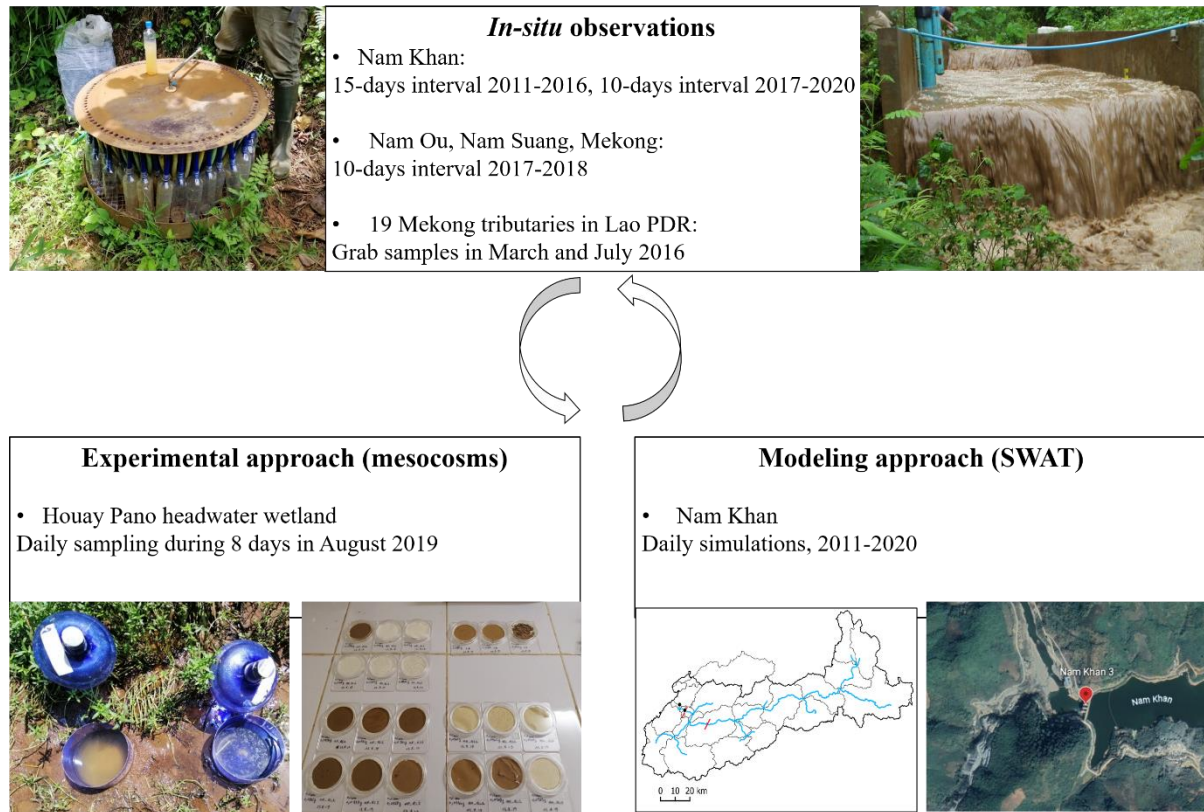 In-situ observations
• Nam Khan:
15-days interval 2011-2016, 10-days interval 2017-2020
• Nam Ou, Nam Suang, Mekong:
10-days interval 2017-2018
• 19 Mekong tributaries in Lao PDR:
Grab samples in March and July 2016
Experimental approach (mesocosms)
• Houay Pano headwater wetland
Daily sampling during 8 days in August 2019
Modeling approach (SWAT)
• Nam Khan
Daily simulations, 2011-2020
0 10 20 km
Nam Khan 3
Nam Khan